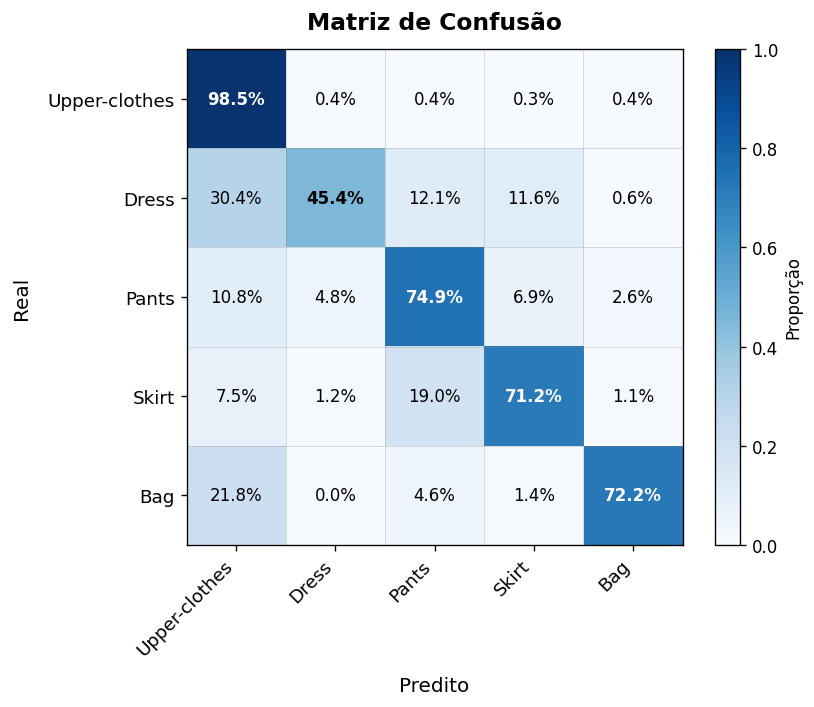 Matriz de Confusão
Real
Upper-clothes 98.5% 0.4% 0.4% 0.3% 0.4%
Dress 30.4% 45.4% 12.1% 11.6% 0.6%
Pants 10.8% 4.8% 74.9% 6.9% 2.6%
Skirt 7.5% 1.2% 19.0% 71.2% 1.1%
Bag 21.8% 0.0% 4.6% 1.4% 72.2%
Upper-clothes Dress Pants Skirt Bag
Predito
1.0
0.8
0.6
0.4
0.2
0.0
Proporção